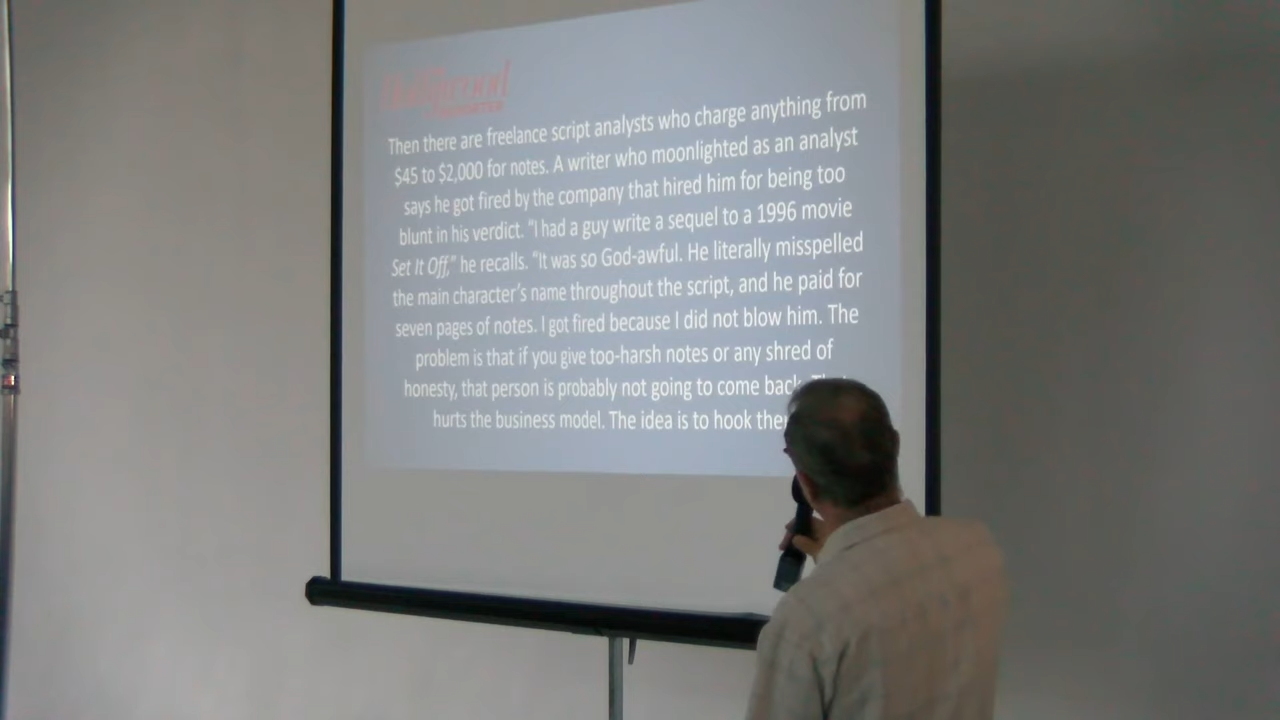 Hollywood
REPORTER
Then there are freelance script analysts who charge anything from
$45 to $2,000 for notes. A writer who moonlighted as an analyst
says he got fired by the company that hired him for being too
blunt in his verdict. “I had a guy write a sequel to a 1996 movie
Set It Off,” he recalls. “It was so God-awful. He literally misspelled
the main character’s name throughout the script, and he paid for
seven pages of notes. I got fired because I did not blow him. The
problem is that if you give too-harsh notes or any shred of
honesty, that person is probably not going to come back.
hurts the business model. The idea is to hook